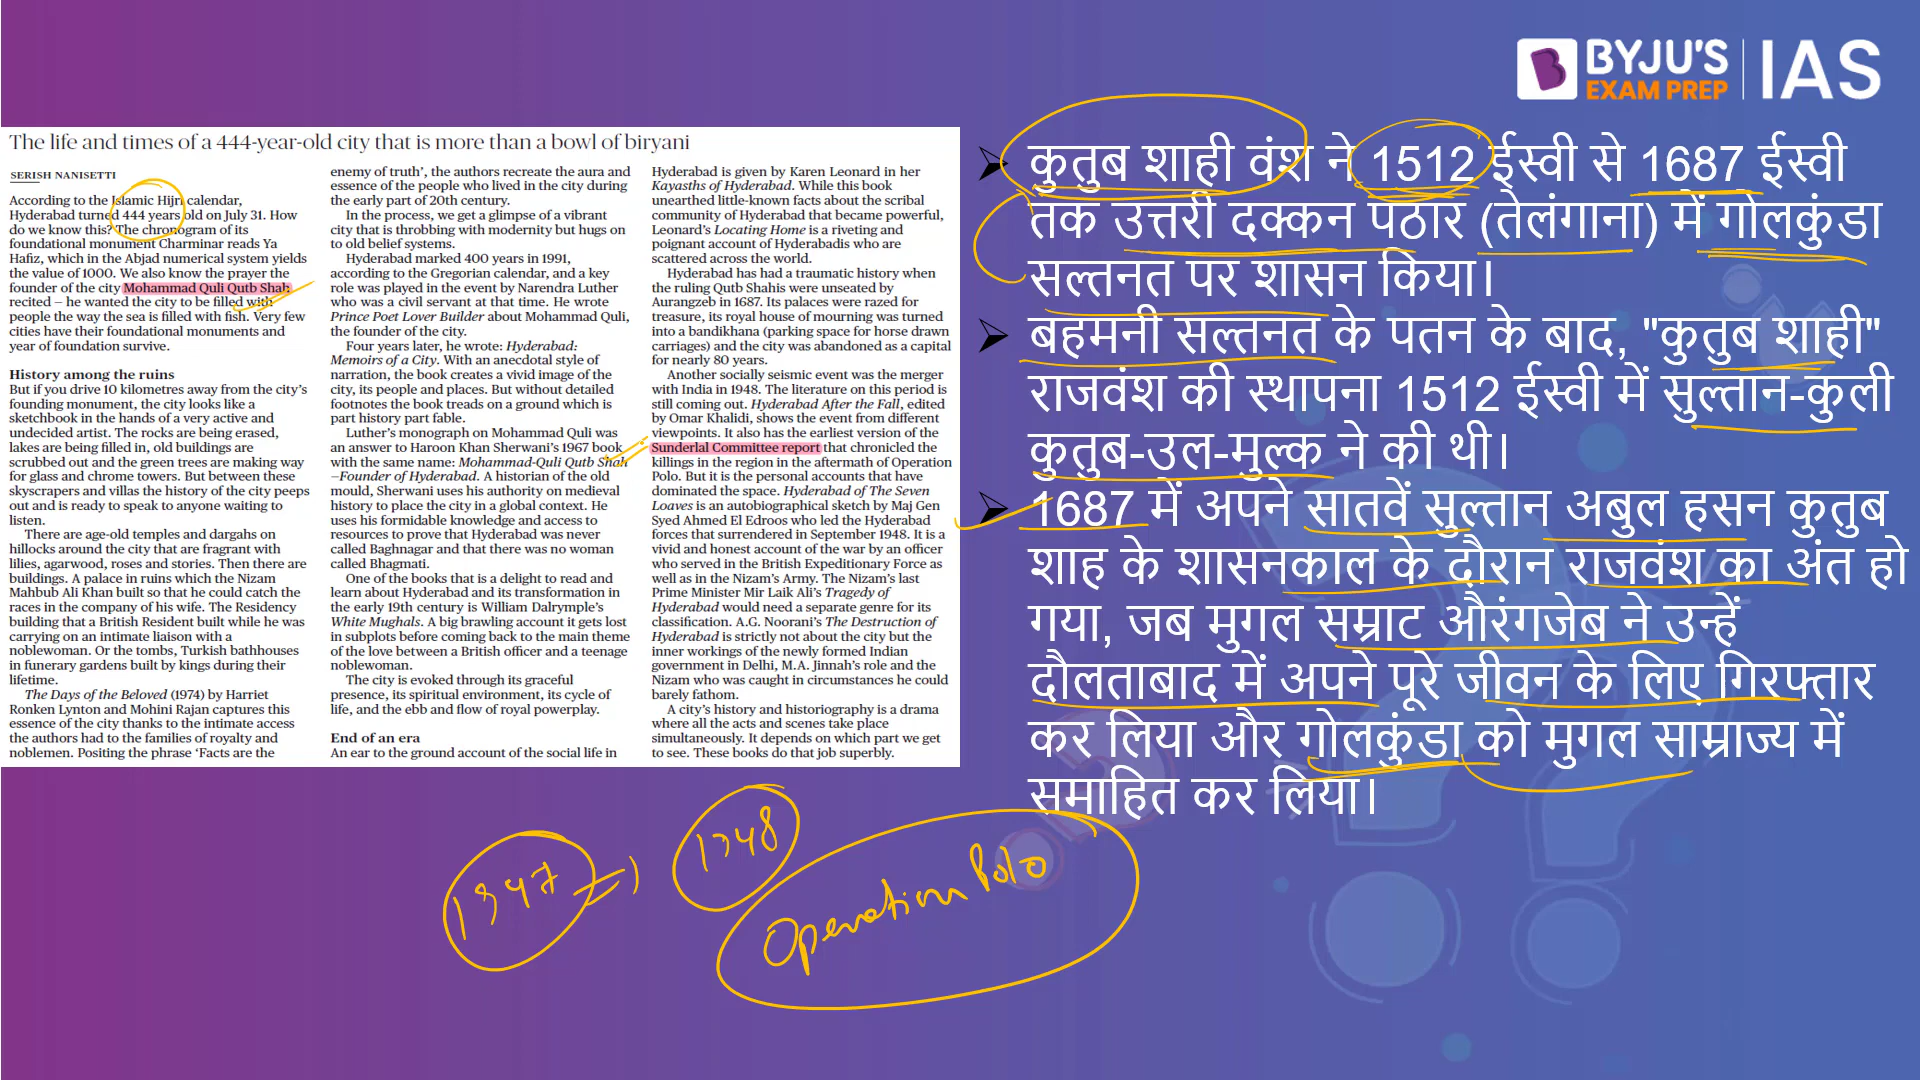 BYJU'S
EXAM PREP
IAS
The life and times of a 444-year-old city that is more than a bowl of biryani
SERISH NANISETTI
According to the Islamic Hijri calendar,
Hyderabad turned 444 years old on July 31. How
do we know this? The chronogram of its
foundational monument Charminar reads Ya
Hafiz, which in the Abjad numerical system yields
the value of 1000. We also know the prayer the
founder of the city Mohammad Quli Qutb Shah
recited – he wanted the city to be filled with
people the way the sea is filled with fish. Very few
cities have their foundational monuments and
year of foundation survive.
History among the ruins
But if you drive 10 kilometres away from the city's
founding monument, the city looks like a
sketchbook in the hands of a very active and
undecided artist. The rocks are being erased,
lakes are being filled in, old buildings are
scrubbed out and the green trees are making way
for glass and chrome towers. But between these
skyscrapers and villas the history of the city peeps
out and is ready to speak to anyone waiting to
listen.
There are age-old temples and dargahs on
hillocks around the city that are fragrant with
lilies, agarwood, roses and stories. Then there are
buildings. A palace in ruins which the Nizam
Mahbub Ali Khan built so that he could catch the
races in the company of his wife. The Residency
building that a British Resident built while he was
carrying on an intimate liaison with a
noblewoman. Or the tombs, Turkish bathhouses
in funerary gardens built by kings during their
lifetime.
The Days of the Beloved (1974) by Harriet
Ronken Lynton and Mohini Rajan captures this
essence of the city thanks to the intimate access
the authors had to the families of royalty and
noblemen. Positing the phrase 'Facts are the
enemy of truth', the authors recreate the aura and
essence of the people who lived in the city during
the early part of 20th century.
In the process, we get a glimpse of a vibrant
city that is throbbing with modernity but hugs on
to old belief systems.
Hyderabad marked 400 years in 1991,
according to the Gregorian calendar, and a key
role was played in the event by Narendra Luther
who was a civil servant at that time. He wrote
Prince Poet Lover Builder about Mohammad Quli,
the founder of the city.
Four years later, he wrote: Hyderabad:
Memoirs of a City. With an anecdotal style of
narration, the book creates a vivid image of the
city, its people and places. But without detailed
footnotes the book treads on a ground which is
part history part fable.
Luther's monograph on Mohammad Quli was
an answer to Haroon Khan Sherwani's 1967 book
with the same name: Mohammad-Quli Qutb Shah
–Founder of Hyderabad. A historian of the old
mould, Sherwani uses his authority on medieval
history to place the city in a global context. He
uses his formidable knowledge and access to
resources to prove that Hyderabad was never
called Baghnagar and that there was no woman
called Bhagmati.
One of the books that is a delight to read and
learn about Hyderabad and its transformation in
the early 19th century is William Dalrymple's
White Mughals. A big brawling account it gets lost
in subplots before coming back to the main theme
of the love between a British officer and a teenage
noblewoman.
The city is evoked through its graceful
presence, its spiritual environment, its cycle of
life, and the ebb and flow of royal powerplay.
End of an era
An ear to the ground account of the social life in
Hyderabad is given by Karen Leonard in her
Kayasths of Hyderabad. While this book
unearthed little-known facts about the scribal
community of Hyderabad that became powerful,
Leonard's Locating Home is a riveting and
poignant account of Hyderabadis who are
scattered across the world.
Hyderabad has had a traumatic history when
the ruling Qutb Shahis were unseated by
Aurangzeb in 1687. Its palaces were razed for
treasure, its royal house of mourning was turned
into a bandikhana (parking space for horse drawn
carriages) and the city was abandoned as a capital
for nearly 80 years.
Another socially seismic event was the merger
with India in 1948. The literature on this period is
still coming out. Hyderabad After the Fall, edited
by Omar Khalidi, shows the event from different
viewpoints. It also has the earliest version of the
Sunderlal Committee report that chronicled the
killings in the region in the aftermath of Operation
Polo. But it is the personal accounts that have
dominated the space. Hyderabad of The Seven
Loaves is an autobiographical sketch by Maj Gen
Syed Ahmed El Edroos who led the Hyderabad
forces that surrendered in September 1948. It is a
vivid and honest account of the war by an officer
who served in the British Expeditionary Force as
well as in the Nizam's Army. The Nizam's last
Prime Minister Mir Laik Ali's Tragedy of
Hyderabad would need a separate genre for its
classification. A.G. Noorani's The Destruction of
Hyderabad is strictly not about the city but the
inner workings of the newly formed Indian
government in Delhi, M.A. Jinnah's role and the
Nizam who was caught in circumstances he could
barely fathom.
A city's history and historiography is a drama
where all the acts and scenes take place
simultaneously. It depends on which part we get
to see. These books do that job superbly.
कुतुब शाही वंश ने 1512 ईस्वी से 1687 ईस्वी
तक उत्तरी दक्कन पठार (तेलंगाना) में गोलकुंडा
सल्तनत पर शासन किया।
बहमनी सल्तनत के पतन के बाद, "कुतुब शाही"
राजवंश की स्थापना 1512 ईस्वी में सुल्तान-कुली
कुतुब-उल-मुल्क ने की थी।
1687 में अपने सातवें सुल्तान अबुल हसन कुतुब
शाह के शासनकाल के दौरान राजवंश का अंत हो
गया, जब मुगल सम्राट औरंगजेब ने उन्हें
दौलताबाद में अपने पूरे जीवन के लिए गिरफ्तार
कर लिया और गोलकुंडा को मुगल साम्राज्य में
समाहित कर लिया।
1947 => 1948
Operation Polo